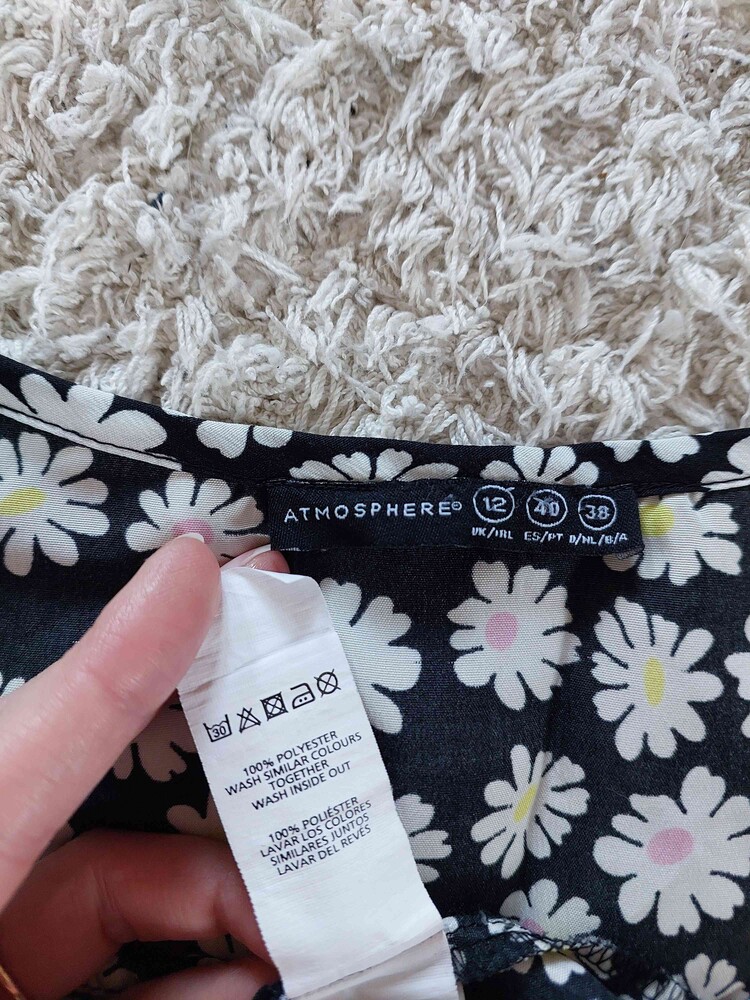 ATMOSPHERE® 12 40 38
UK/IRL ES/PT D/NL/B/A
30
100% POLYESTER
WASH SIMILAR COLOURS
TOGETHER
WASH INSIDE OUT
100% POLIÉSTER
LAVAR LOS COLORES
SIMILARES JUNTOS
LAVAR DEL REVÉS